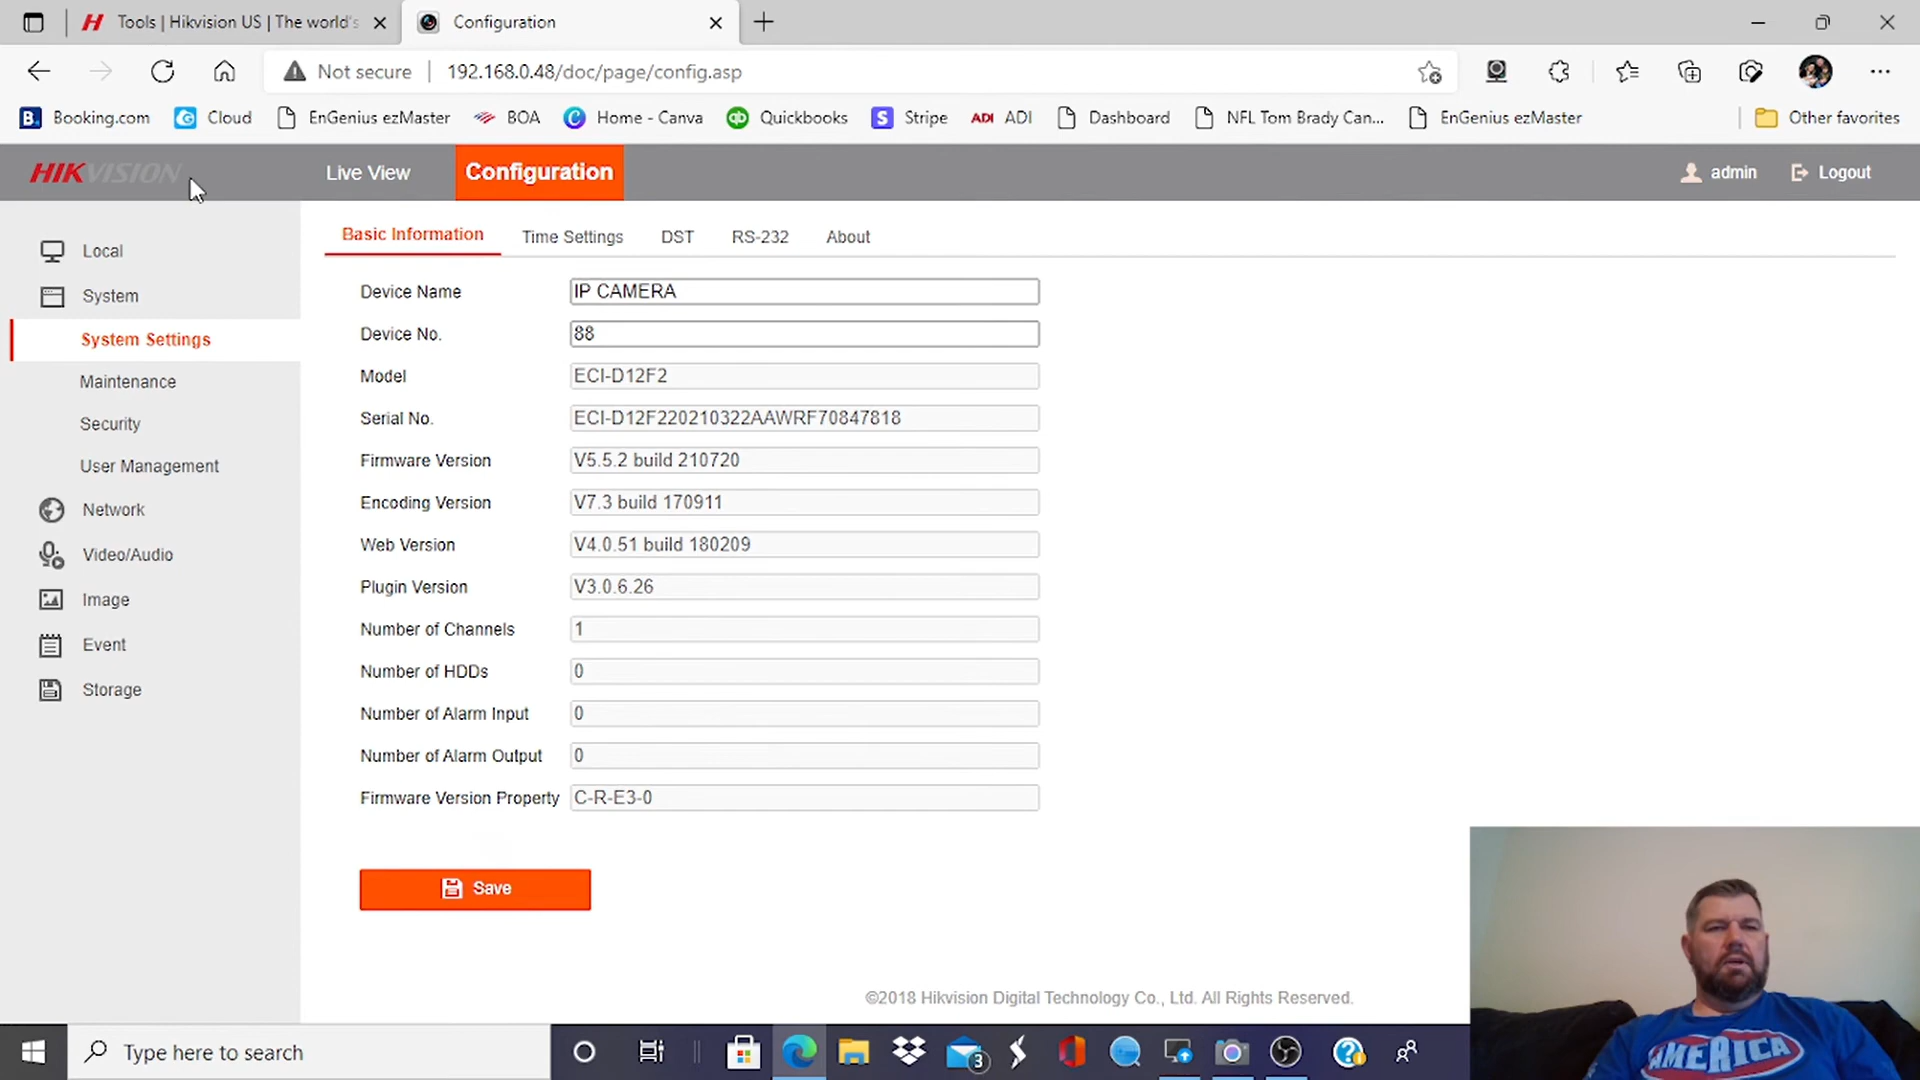 Tools | Hikvision US | The world's
Configuration
Not secure
192.168.0.48/doc/page/config.asp
Booking.com
Cloud
EnGenius ezMaster
BOA
Home - Canva
Quickbooks
Stripe
ADI ADI
Dashboard
NFL Tom Brady Can...
EnGenius ezMaster
Other favorites
HIKVISION
Live View
Configuration
admin
Logout
Local
System
System Settings
Maintenance
Security
User Management
Network
Video/Audio
Image
Event
Storage
Basic Information
Time Settings
DST
RS-232
About
Device Name IP CAMERA
Device No. 88
Model ECI-D12F2
Serial No. ECI-D12F220210322AAWRF70847818
Firmware Version V5.5.2 build 210720
Encoding Version V7.3 build 170911
Web Version V4.0.51 build 180209
Plugin Version V3.0.6.26
Number of Channels 1
Number of HDDs 0
Number of Alarm Input 0
Number of Alarm Output 0
Firmware Version Property C-R-E3-0
Save
©2018 Hikvision Digital Technology Co., Ltd. All Rights Reserved.
AMERICA
Type here to search
3